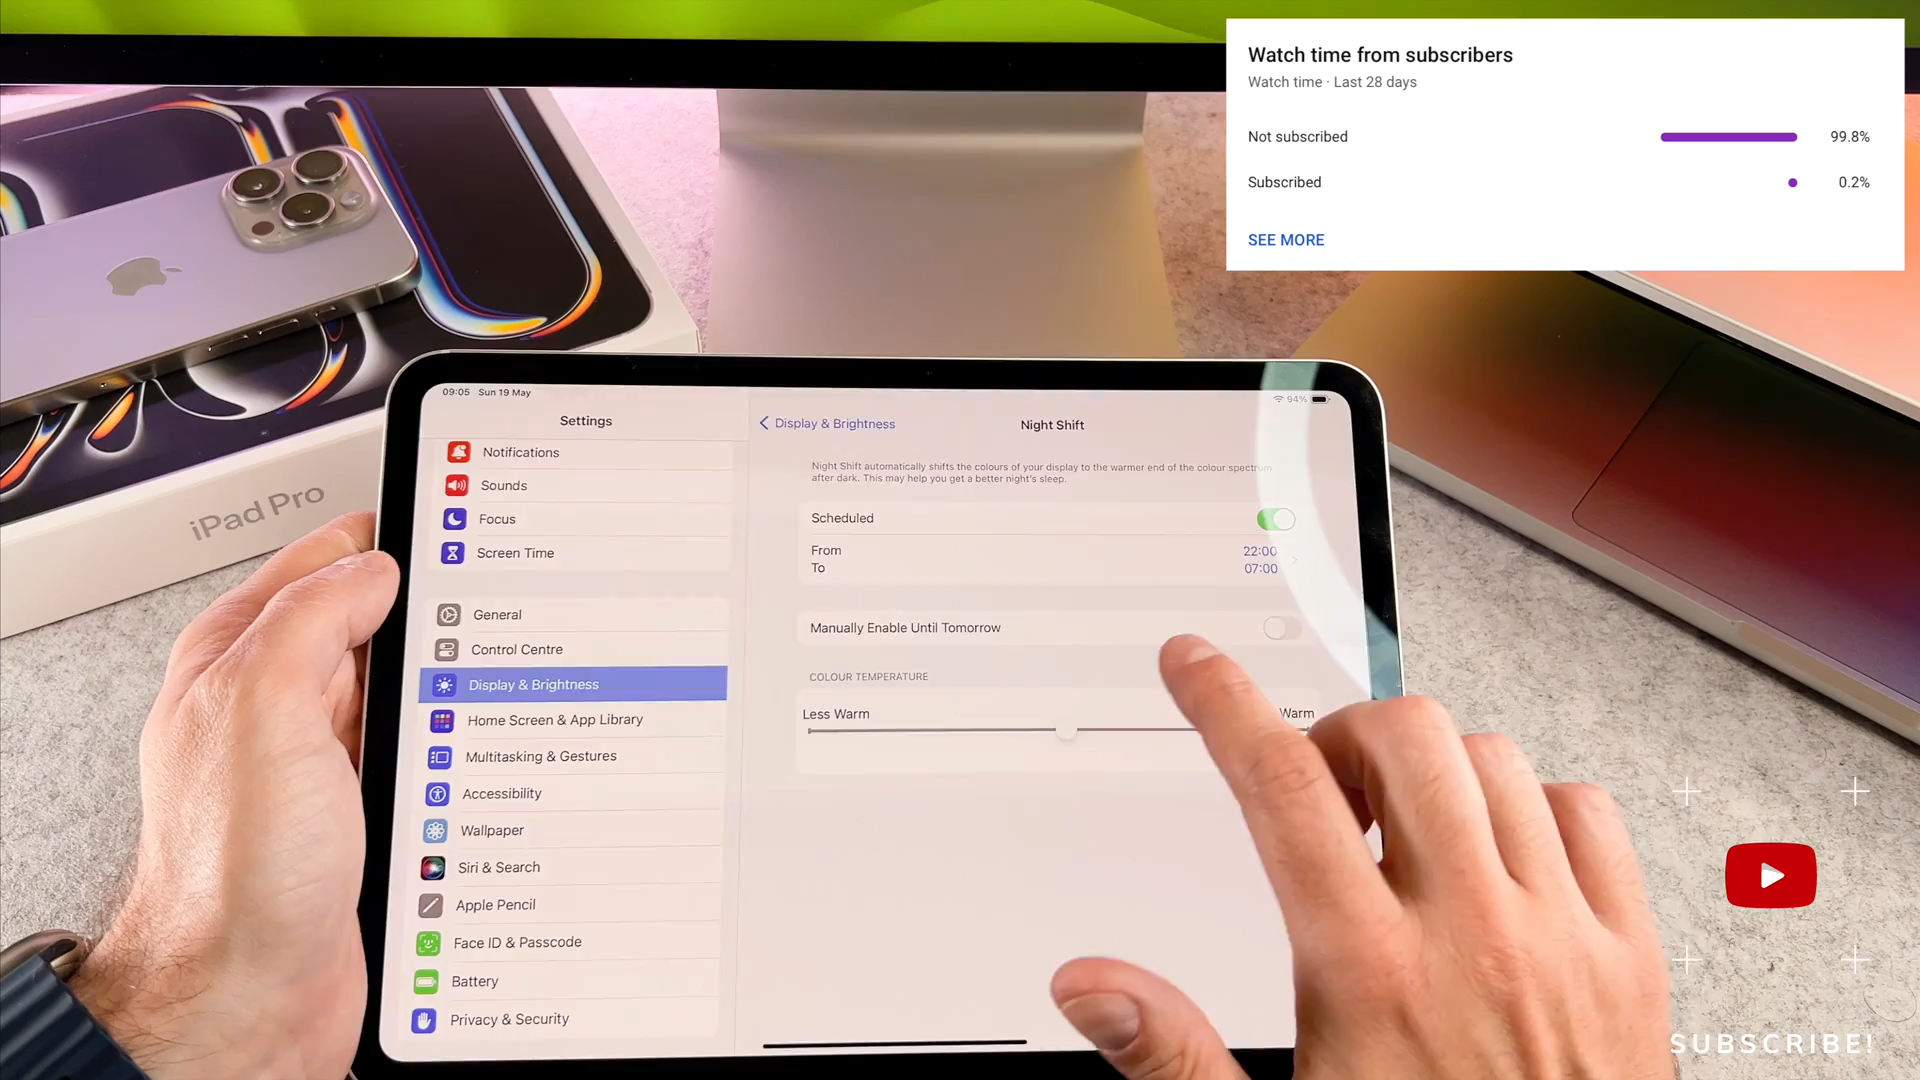 Watch time from subscribers
Watch time · Last 28 days
Not subscribed 99.8%
Subscribed 0.2%
SEE MORE
iPad Pro
09:05 Sun 19 May
94%
Settings
Notifications
Sounds
Focus
Screen Time
General
Control Centre
Display & Brightness
Home Screen & App Library
Multitasking & Gestures
Accessibility
Wallpaper
Siri & Search
Apple Pencil
Face ID & Passcode
Battery
Privacy & Security
Display & Brightness
Night Shift
Night Shift automatically shifts the colours of your display to the warmer end of the colour spectrum
after dark. This may help you get a better night's sleep.
Scheduled
From 22:00
To 07:00
Manually Enable Until Tomorrow
COLOUR TEMPERATURE
Less Warm
Warm
SUBSCRIBE!